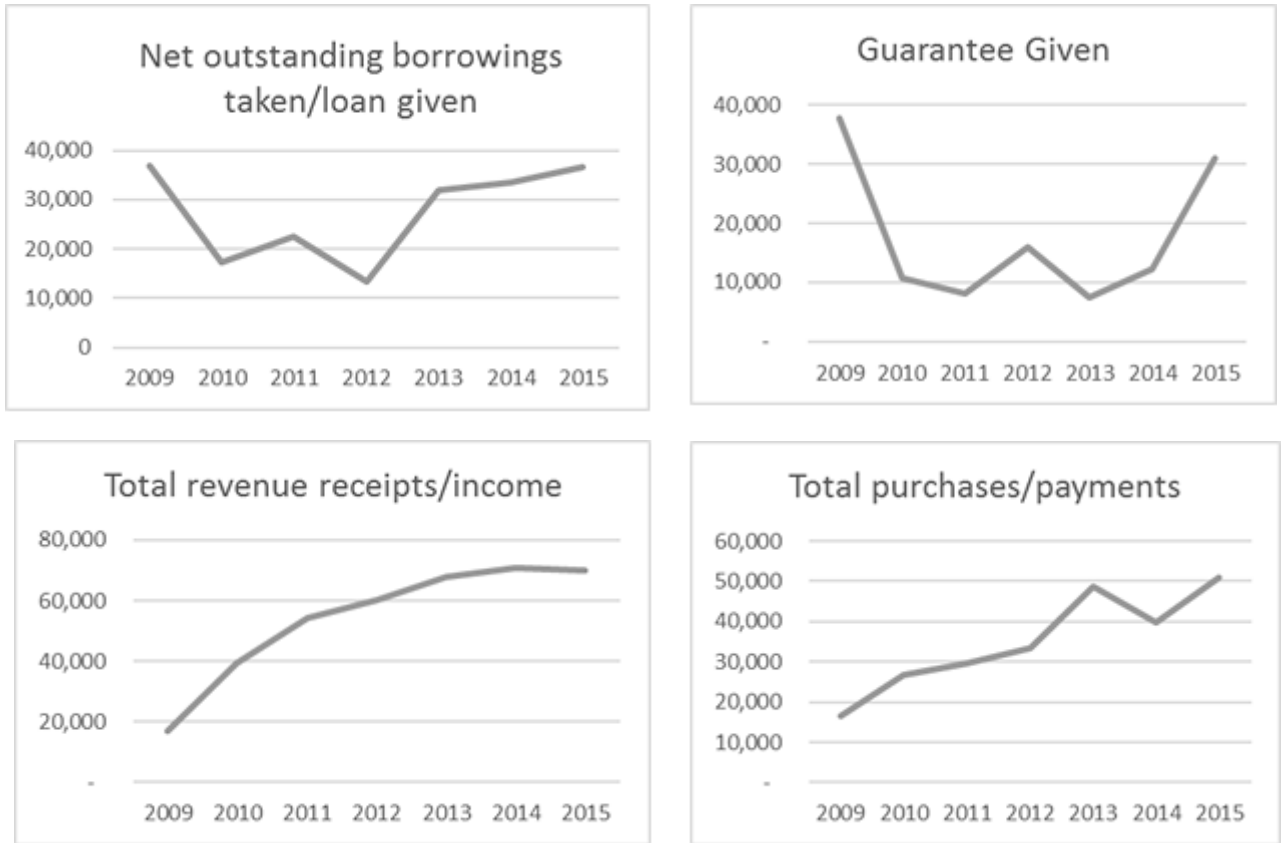 Net outstanding borrowings
taken/loan given
40,000
30,000
20,000
10,000
0
2009 2010 2011 2012 2013 2014 2015
Guarantee Given
40,000
30,000
20,000
10,000
-
2009 2010 2011 2012 2013 2014 2015
Total revenue receipts/income
80,000
60,000
40,000
20,000
-
2009 2010 2011 2012 2013 2014 2015
Total purchases/payments
60,000
50,000
40,000
30,000
20,000
10,000
-
2009 2010 2011 2012 2013 2014 2015